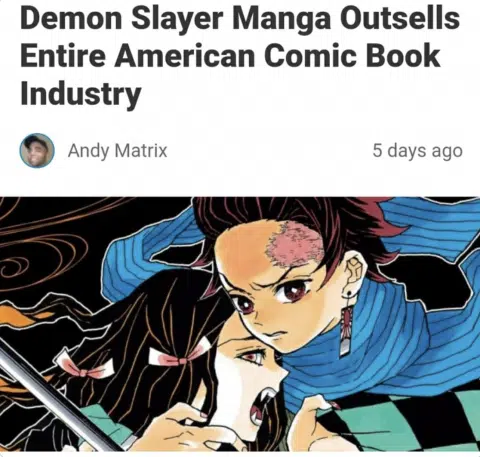 Demon Slayer Manga Outsells
Entire American Comic Book
Industry
Andy Matrix
5 days ago